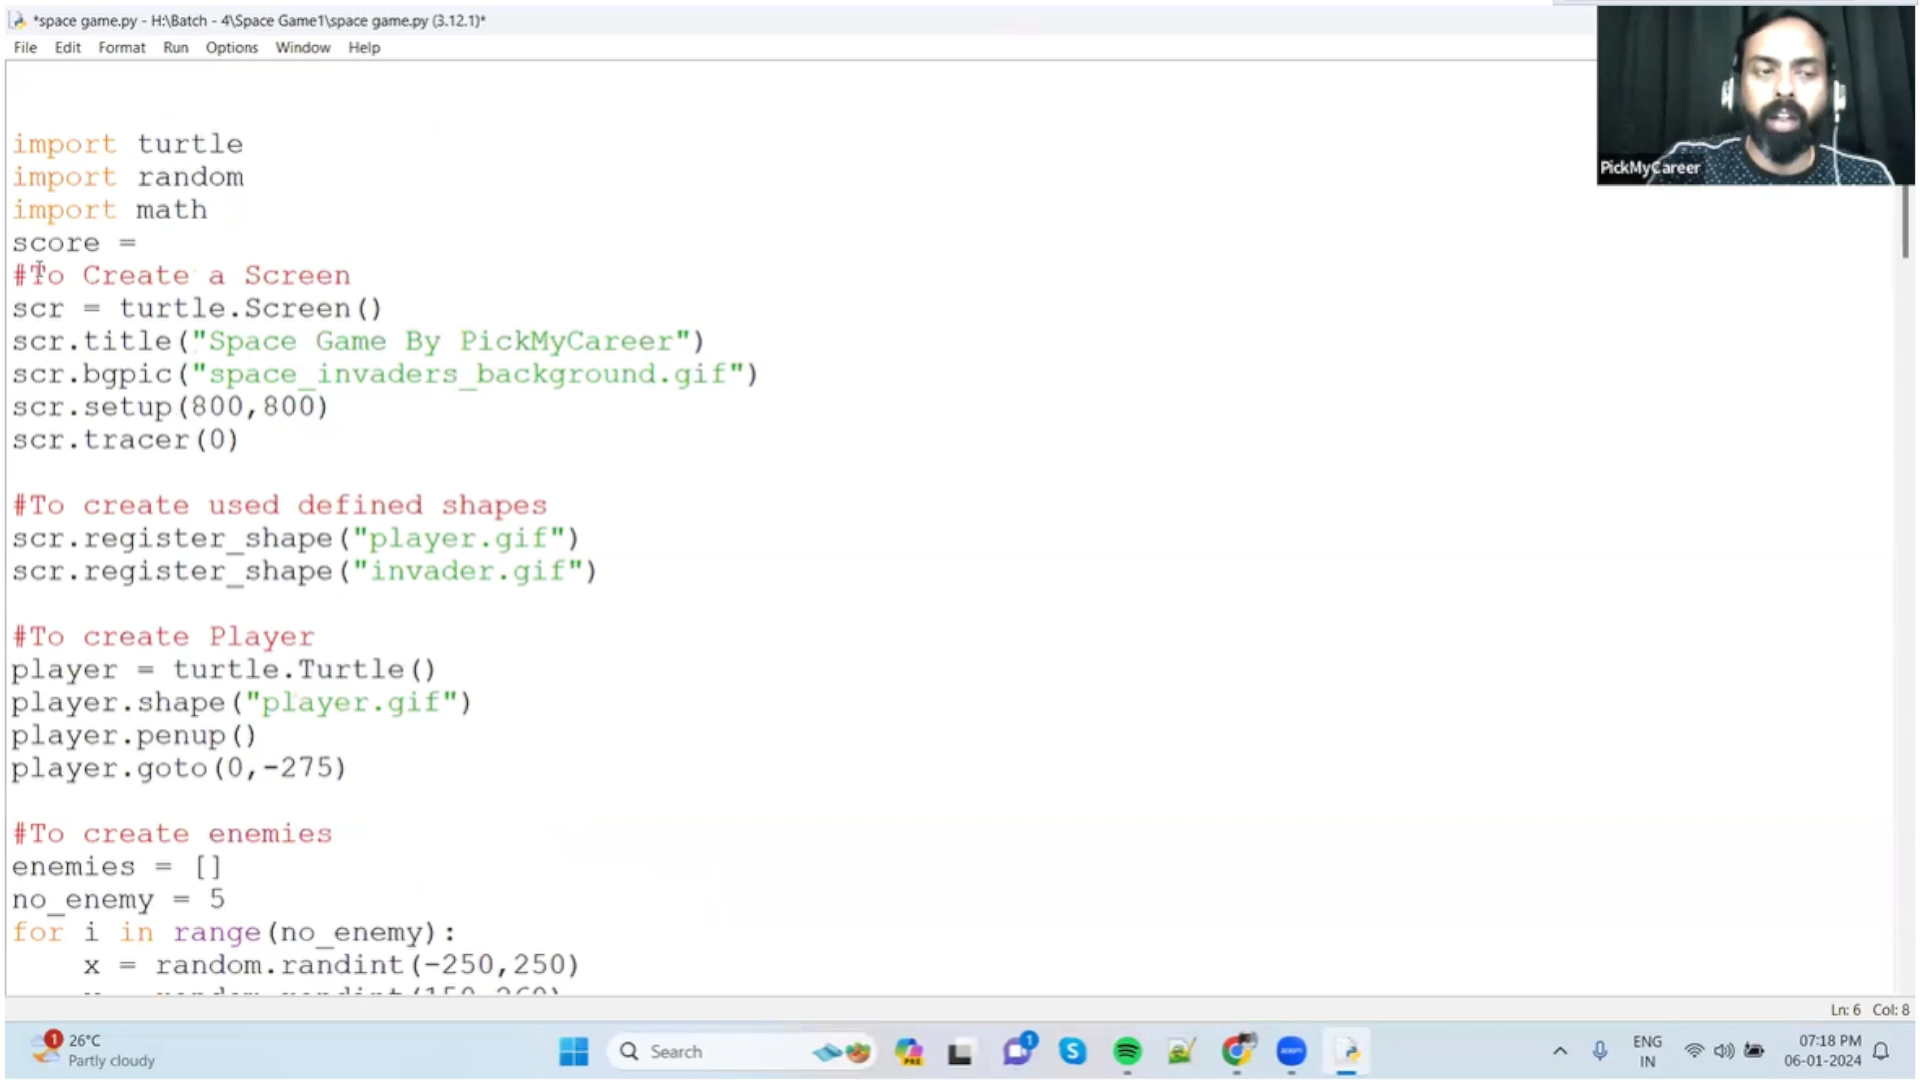 *space game.py - H:\Batch - 4\Space Game1\space game.py (3.12.1)*
File Edit Format Run Options Window Help
PickMyCareer
import turtle
import random
import math
score =
#To Create a Screen
scr = turtle.Screen()
scr.title("Space Game By PickMyCareer")
scr.bgpic("space_invaders_background.gif")
scr.setup(800,800)
scr.tracer(0)
#To create used defined shapes
scr.register_shape("player.gif")
scr.register_shape("invader.gif")
#To create Player
player = turtle.Turtle()
player.shape("player.gif")
player.penup()
player.goto(0,-275)
#To create enemies
enemies = []
no_enemy = 5
for i in range(no_enemy):
x = random.randint(-250,250)
Ln: 6 Col: 8
1
26°C
Partly cloudy
Search
PRE
1
zoom
ENG
IN
07:18 PM
06-01-2024